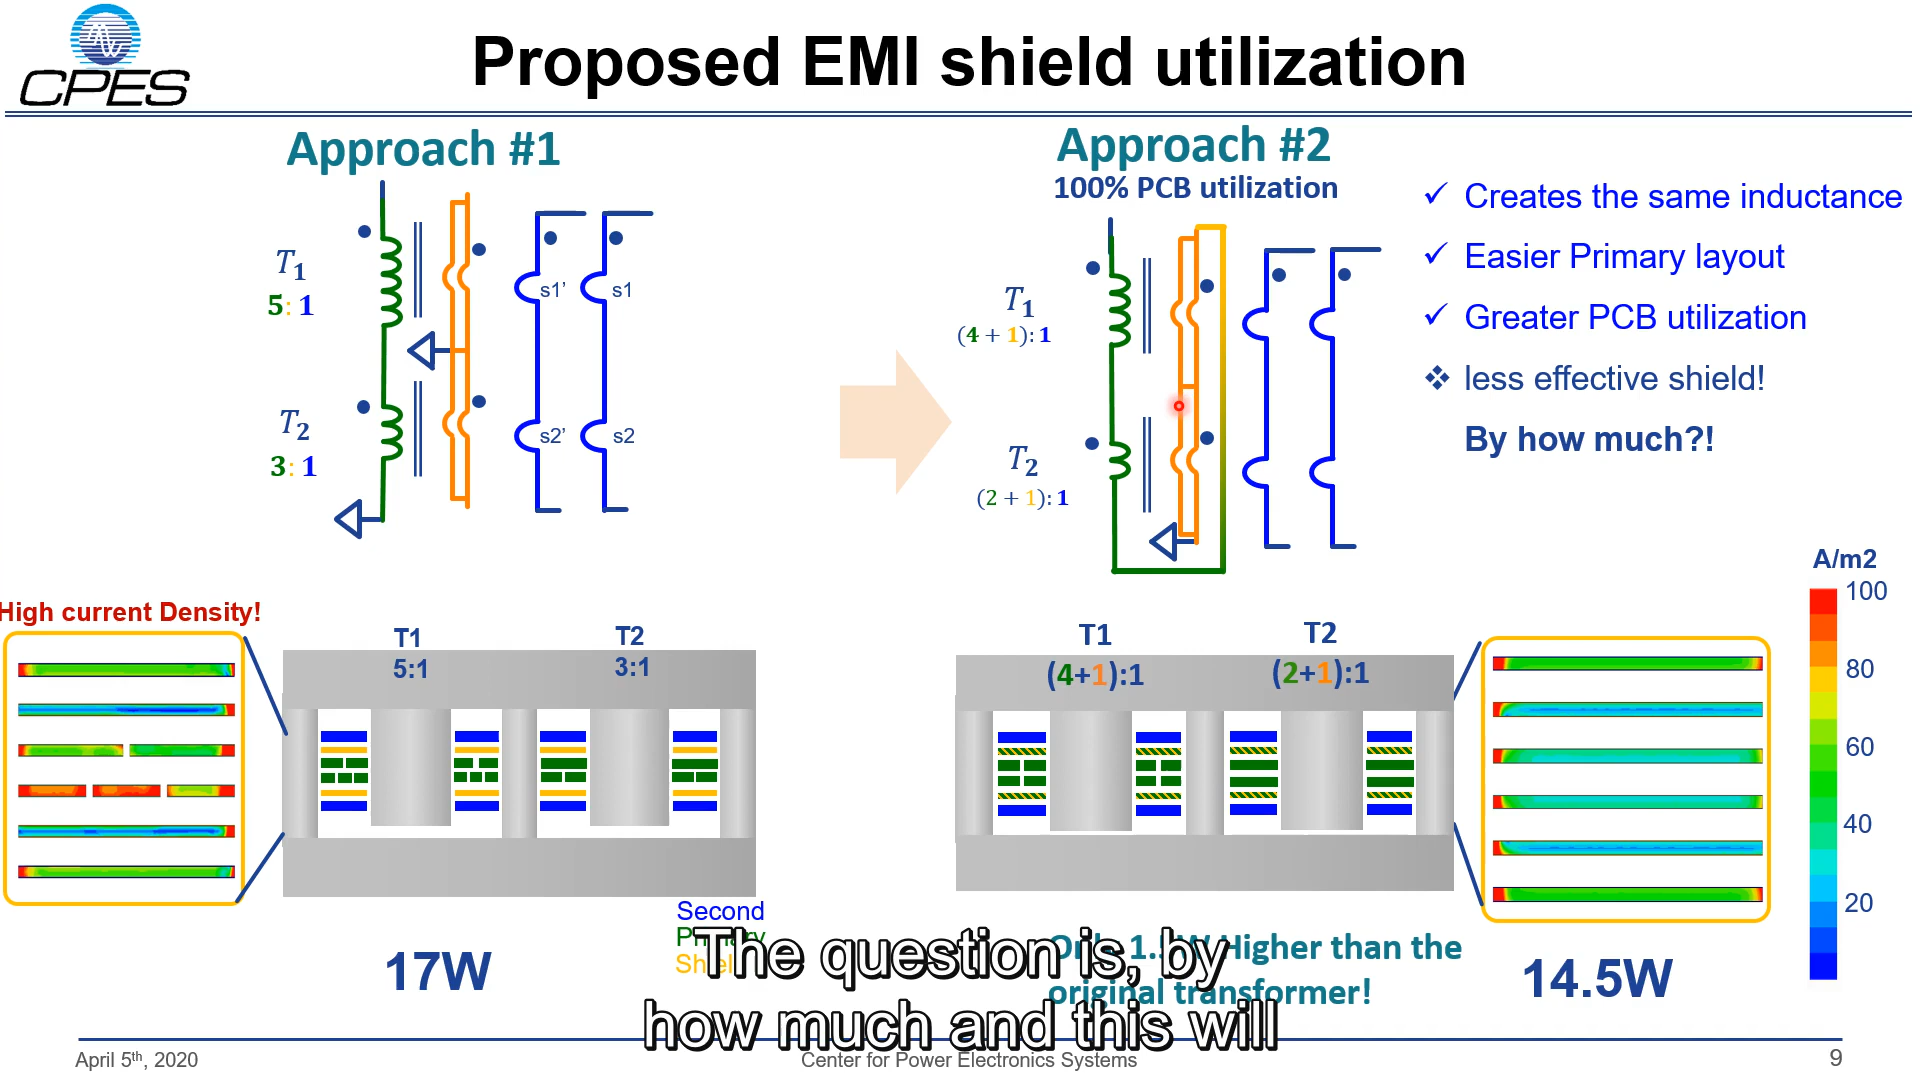 CPES
Proposed EMI shield utilization
Approach #1
T1
5: 1
T2
3: 1
s1' s1
s2' s2
Approach #2
100% PCB utilization
T1
(4 + 1): 1
T2
(2 + 1): 1
✓ Creates the same inductance
✓ Easier Primary layout
✓ Greater PCB utilization
❖ less effective shield!
By how much?!
High current Density!
T1
5:1
T2
3:1
T1
(4+1):1
T2
(2+1):1
A/m2
100
80
60
40
20
Second
17W
Higher than the
original transformer!
14.5W
The question is, by
how much and this will
April 5th, 2020
Center for Power Electronics Systems
9